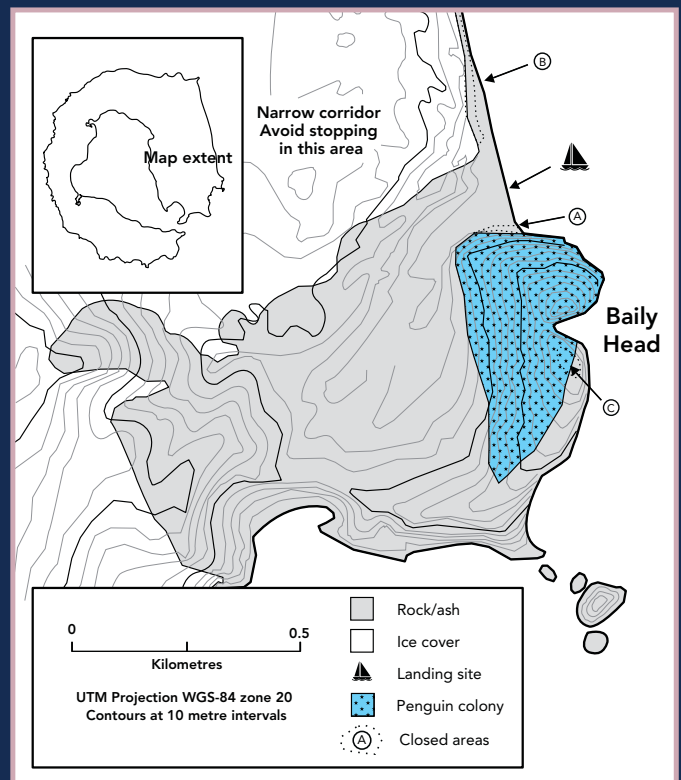 Map extent
Narrow corridor
Avoid stopping
in this area
B
A
Baily
Head
C
0
0.5
Kilometres
UTM Projection WGS-84 zone 20
Contours at 10 metre intervals
Rock/ash
Ice cover
Landing site
Penguin colony
A
Closed areas